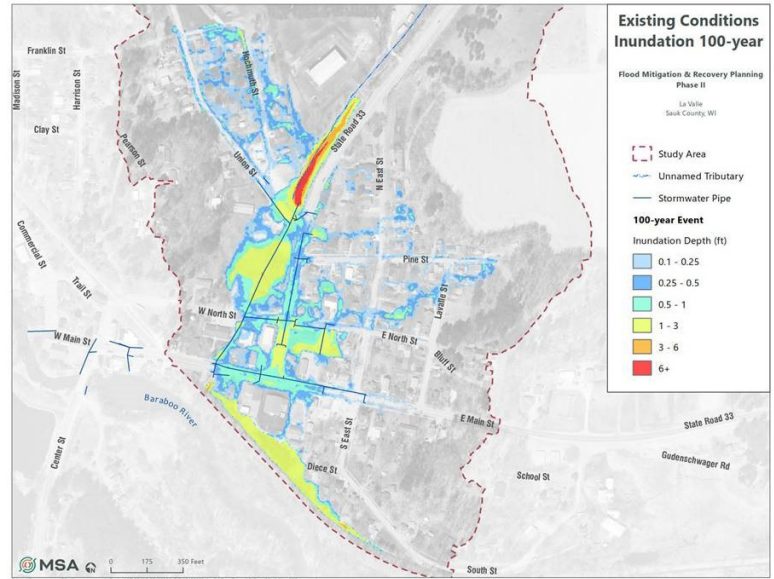 Existing Conditions
Inundation 100-year
Flood Mitigation & Recovery Planning
Phase II
La Valle
Sauk County, WI
Study Area
Unnamed Tributary
Stormwater Pipe
100-year Event
Inundation Depth (ft)
0.1 - 0.25
0.25 - 0.5
0.5 - 1
1 - 3
3 - 6
6+
Franklin St
Madison St
Harrison St
Clay St
Pearson St
Hochmuth St
Union St
State Road 33
N East St
Commercial St
Trail St
Pine St
Lavalle St
W North St
E North St
Bluff St
W Main St
Baraboo River
Center St
S East St
E Main St
State Road 33
Gudenschwager Rd
Diece St
School St
South St
MSA
N
0 175 350 Feet